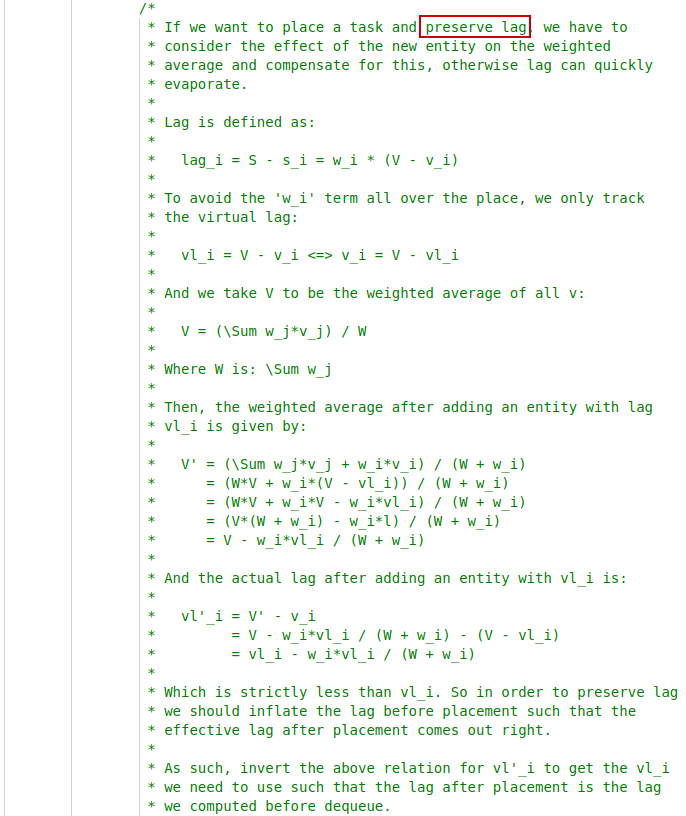 /*
* If we want to place a task and preserve lag, we have to
* consider the effect of the new entity on the weighted
* average and compensate for this, otherwise lag can quickly
* evaporate.
*
* Lag is defined as:
*
*   lag_i = S - s_i = w_i * (V - v_i)
*
* To avoid the 'w_i' term all over the place, we only track
* the virtual lag:
*
*   vl_i = V - v_i <=> v_i = V - vl_i
*
* And we take V to be the weighted average of all v:
*
*   V = (\Sum w_j*v_j) / W
*
* Where W is: \Sum w_j
*
* Then, the weighted average after adding an entity with lag
* vl_i is given by:
*
*   V' = (\Sum w_j*v_j + w_i*v_i) / (W + w_i)
*      = (W*V + w_i*(V - vl_i)) / (W + w_i)
*      = (W*V + w_i*V - w_i*vl_i) / (W + w_i)
*      = (V*(W + w_i) - w_i*l) / (W + w_i)
*      = V - w_i*vl_i / (W + w_i)
*
* And the actual lag after adding an entity with vl_i is:
*
*   vl'_i = V' - v_i
*         = V - w_i*vl_i / (W + w_i) - (V - vl_i)
*         = vl_i - w_i*vl_i / (W + w_i)
*
* Which is strictly less than vl_i. So in order to preserve lag
* we should inflate the lag before placement such that the
* effective lag after placement comes out right.
*
* As such, invert the above relation for vl'_i to get the vl_i
* we need to use such that the lag after placement is the lag
* we computed before dequeue.